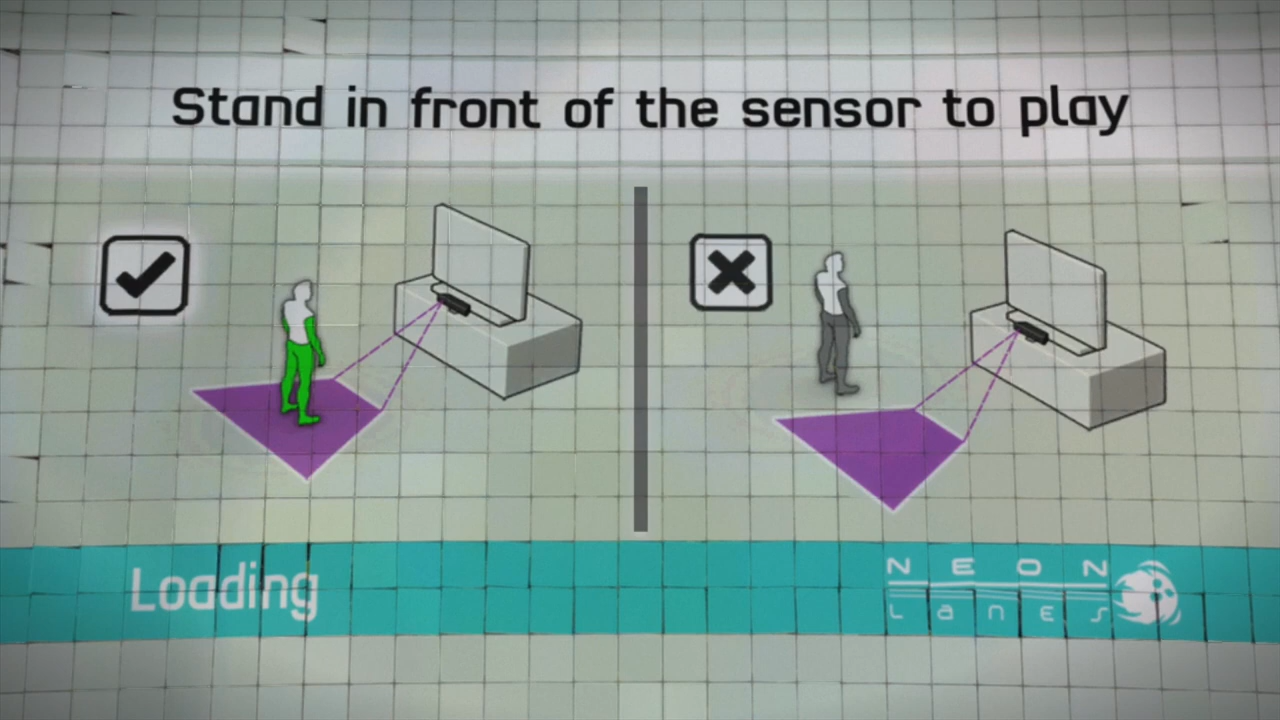 Stand in front of the sensor to play
Loading
NEON
LanES